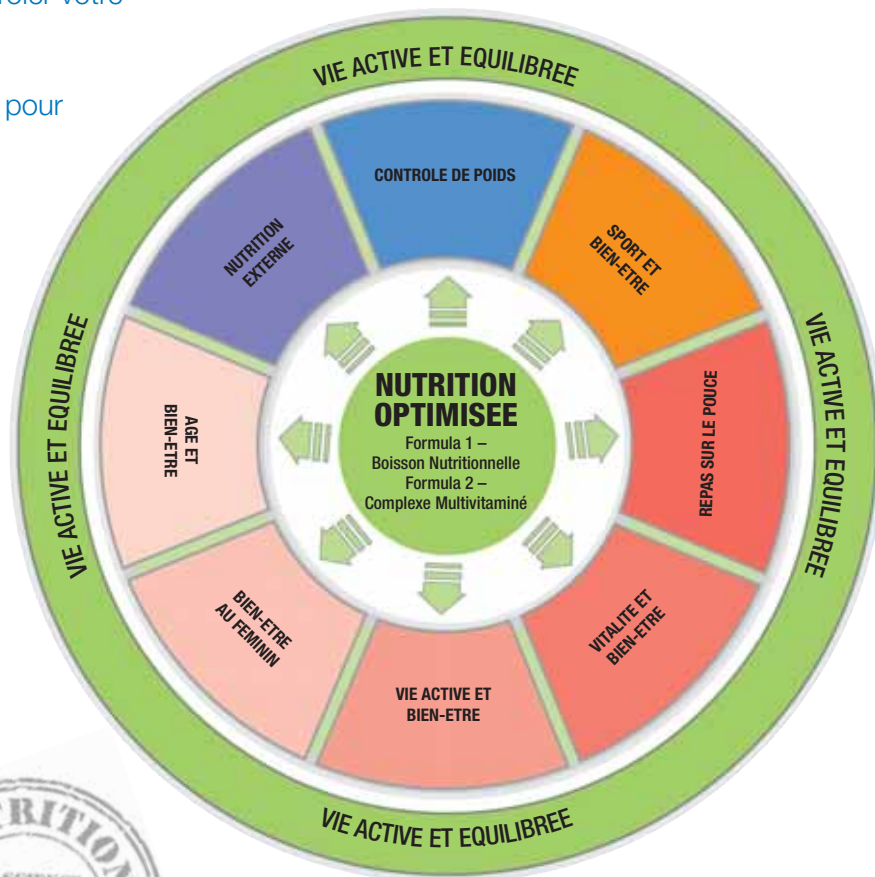 votre
pour
VIE ACTIVE ET EQUILIBREE
CONTROLE DE POIDS
NUTRITION
EXTERNE
SPORT ET
BIEN-ETRE
VIE ACTIVE ET EQUILIBREE
AGE ET
BIEN-ETRE
NUTRITION
OPTIMISEE
Formula 1 –
Boisson Nutritionnelle
Formula 2 –
Complexe Multivitaminé
REPAS SUR LE POUCE
VIE ACTIVE ET EQUILIBREE
BIEN-ETRE
AU FEMININ
VITALITE ET
BIEN-ETRE
VIE ACTIVE ET
BIEN-ETRE
VIE ACTIVE ET EQUILIBREE